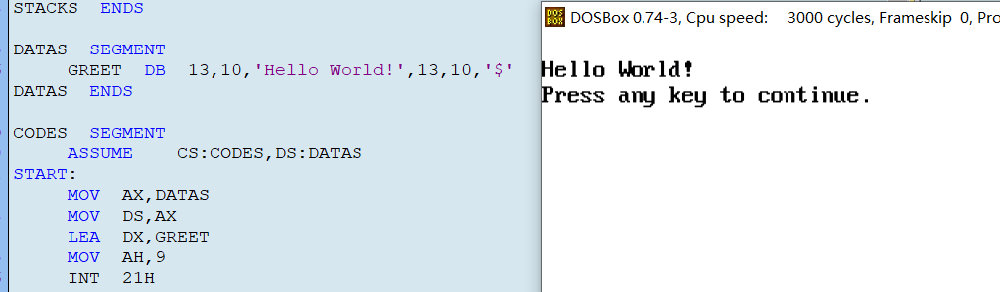 STACKS ENDS
DATAS SEGMENT
GREET DB 13,10,'Hello World!',13,10,'$'
DATAS ENDS
CODES SEGMENT
ASSUME CS:CODES,DS:DATAS
START:
MOV AX,DATAS
MOV DS,AX
LEA DX,GREET
MOV AH,9
INT 21H
DOSBox 0.74-3, Cpu speed: 3000 cycles, Frameskip 0, Pro
Hello World!
Press any key to continue.